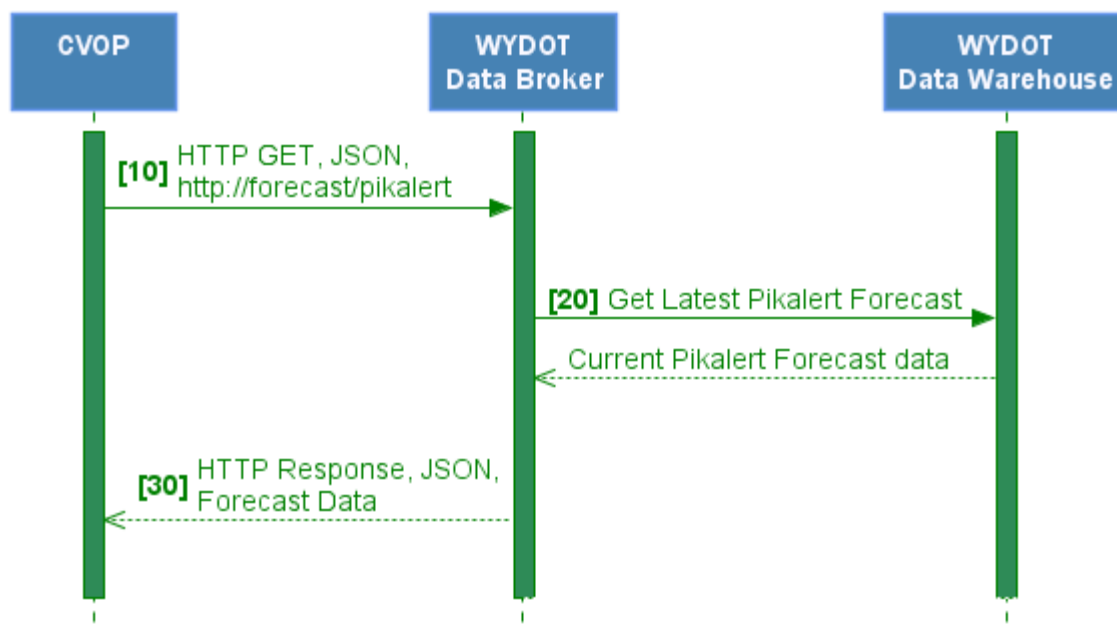 CVOP
WYDOT
Data Broker
WYDOT
Data Warehouse
[10] HTTP GET, JSON,
http://forecast/pikalert
[20] Get Latest Pikalert Forecast
Current Pikalert Forecast data
[30] HTTP Response, JSON,
Forecast Data